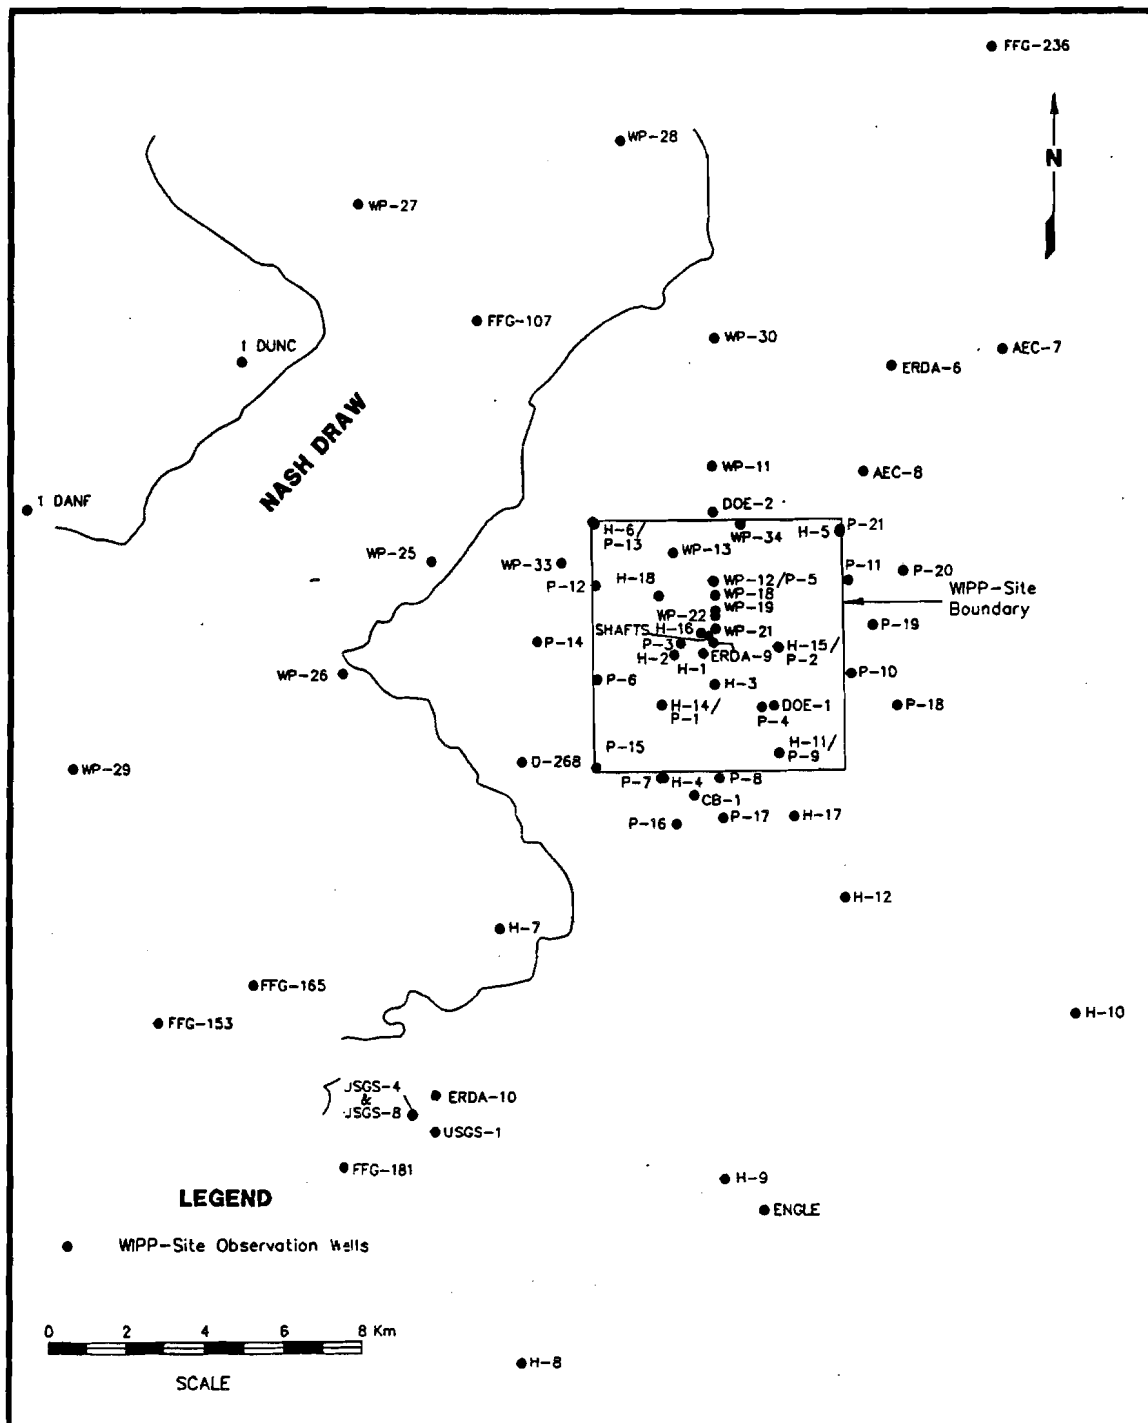 FFG-236
WP-28
N
WP-27
FFG-107
WP-30
1 DUNC
AEC-7
ERDA-6
NASH DRAW
WP-11
AEC-8
1 DANF
DOE-2
H-6/
P-13
WP-34
H-5
P-21
WP-13
WP-25
WP-33
P-12
H-18
WP-12/P-5
P-11
P-20
WP-18
WIPP-Site
Boundary
WP-19
WP-22
H-16
WP-21
P-19
SHAFTS
P-14
P-3
H-15/
P-2
H-2
H-1
ERDA-9
WP-26
P-6
H-3
P-10
H-14/
P-1
P-4
DOE-1
P-18
H-11/
P-9
WP-29
D-268
P-15
P-7
H-4
P-8
CB-1
P-16
P-17
H-17
H-12
H-7
FFG-165
FFG-153
H-10
JSGS-4
&
JSGS-8
ERDA-10
USGS-1
FFG-181
H-9
ENGLE
LEGEND
WIPP-Site Observation Wells
0 2 4 6 8 Km
SCALE
H-8